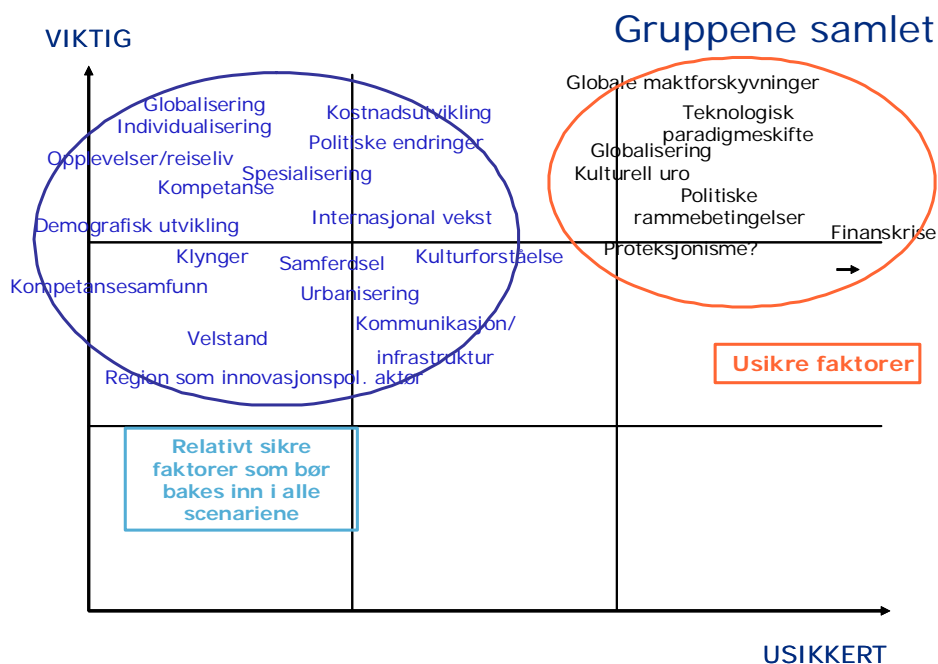 Gruppene samlet
VIKTIG
Globalisering
Individualisering
Opplevelser/reiseliv
Spesialisering
Kompetanse
Demografisk utvikling
Kostnadsutvikling
Politiske endringer
Internasjonal vekst
Klynger
Samferdsel
Kulturforståelse
Kompetansesamfunn
Urbanisering
Velstand
Kommunikasjon/
infrastruktur
Region som innovasjonspol. aktør
Globale maktforskyvninger
Teknologisk
paradigmeskifte
Globalisering
Kulturell uro
Politiske
rammebetingelser
Finanskrise
Proteksjonisme?
Usikre faktorer
Relativt sikre
faktorer som bør
bakes inn i alle
scenariene
USIKKERT